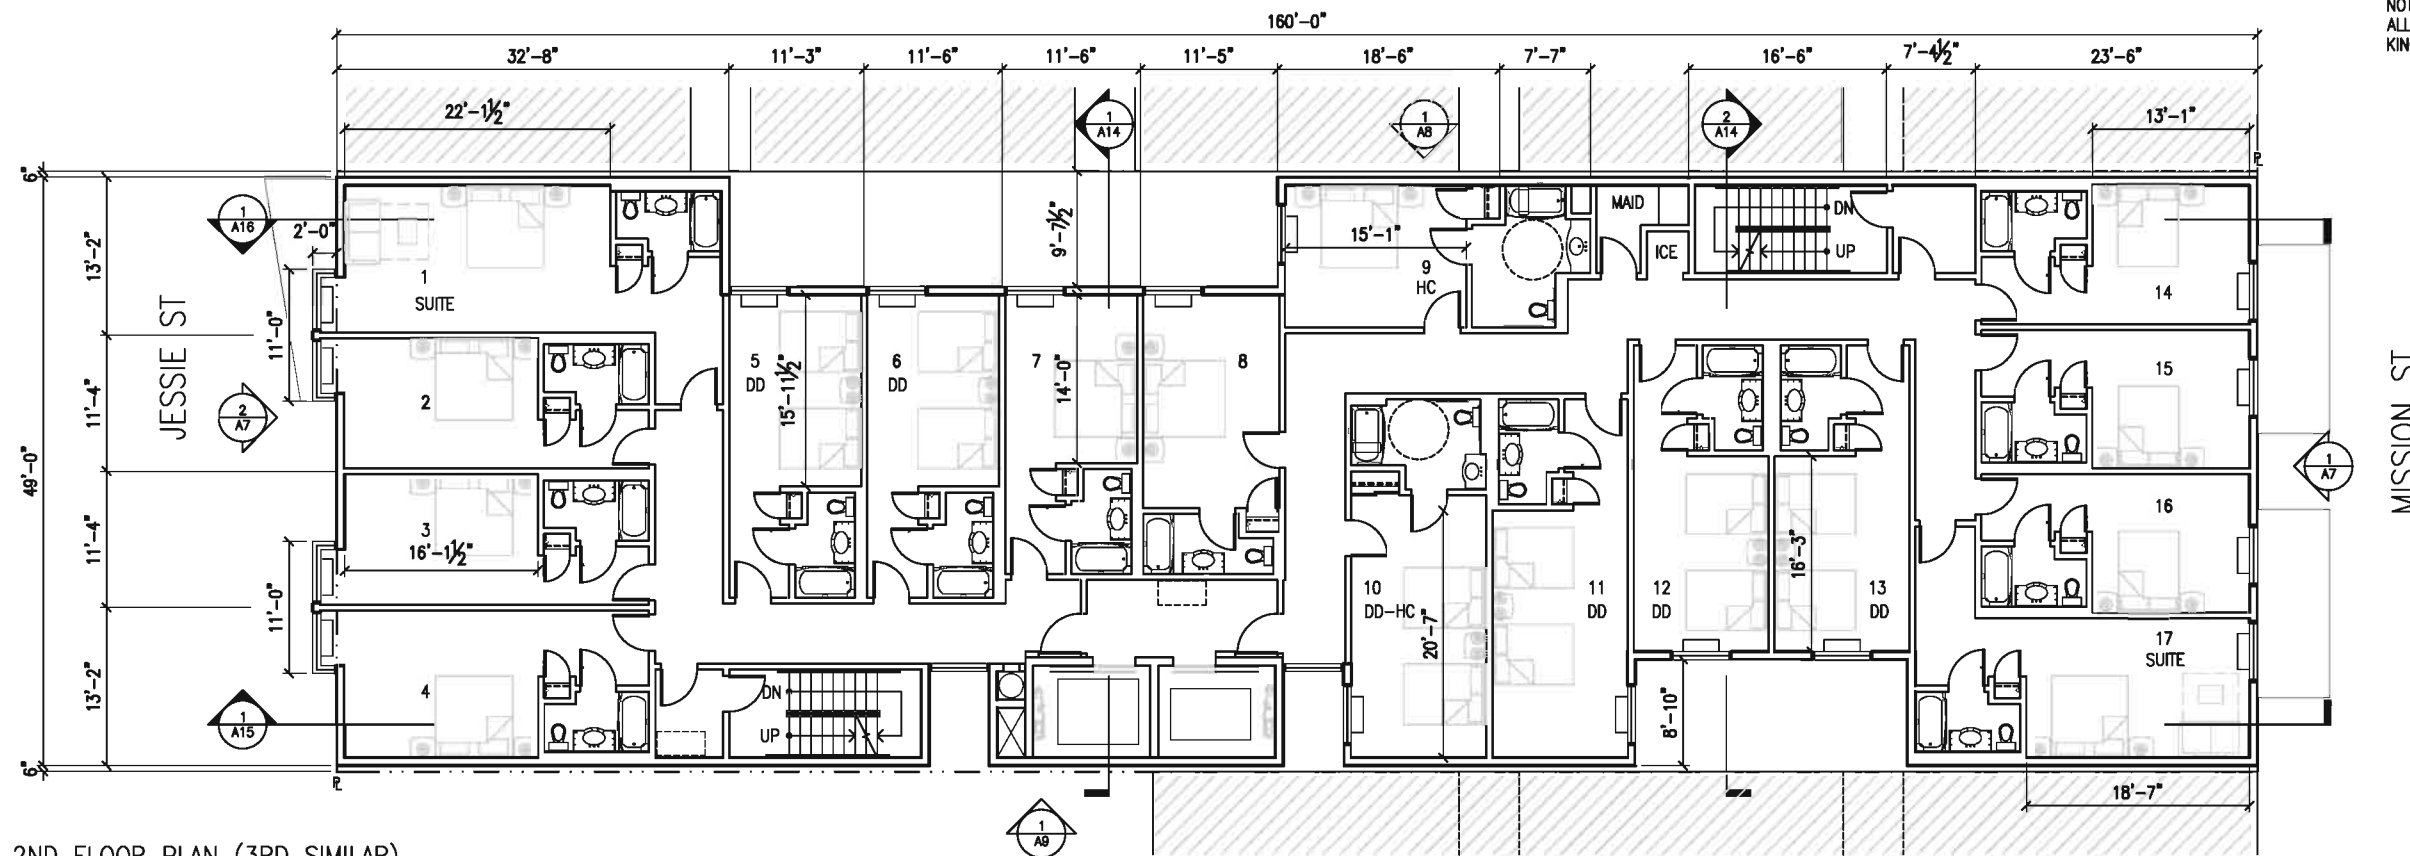 160'-0"
NOT
ALL
KIN
32'-8"
11'-3"
11'-6"
11'-6"
11'-5"
18'-6"
7'-7"
16'-6"
7'-4½"
23'-6"
22'-1½"
13'-1"
1
A14
1
A8
2
A14
6"
1
A16
2'-0"
13'-2"
9'-7½"
15'-1"
MAID
ICE
DN
UP
1
SUITE
9
HC
14
JESSIE ST
11'-0"
11'-4"
2
A7
2
5
DD
15'-11½"
6
DD
7
14'-0"
8
15
MISSION ST
49'-0"
11'-4"
3
16'-1½"
11'-0"
16
1
A7
10
DD-HC
20'-7"
11
DD
12
DD
16'-3"
13
DD
17
SUITE
13'-2"
4
1
A15
DN
UP
8'-10"
6"
18'-7"
1
A9
2ND FLOOR PLAN (3RD SIMILAR)